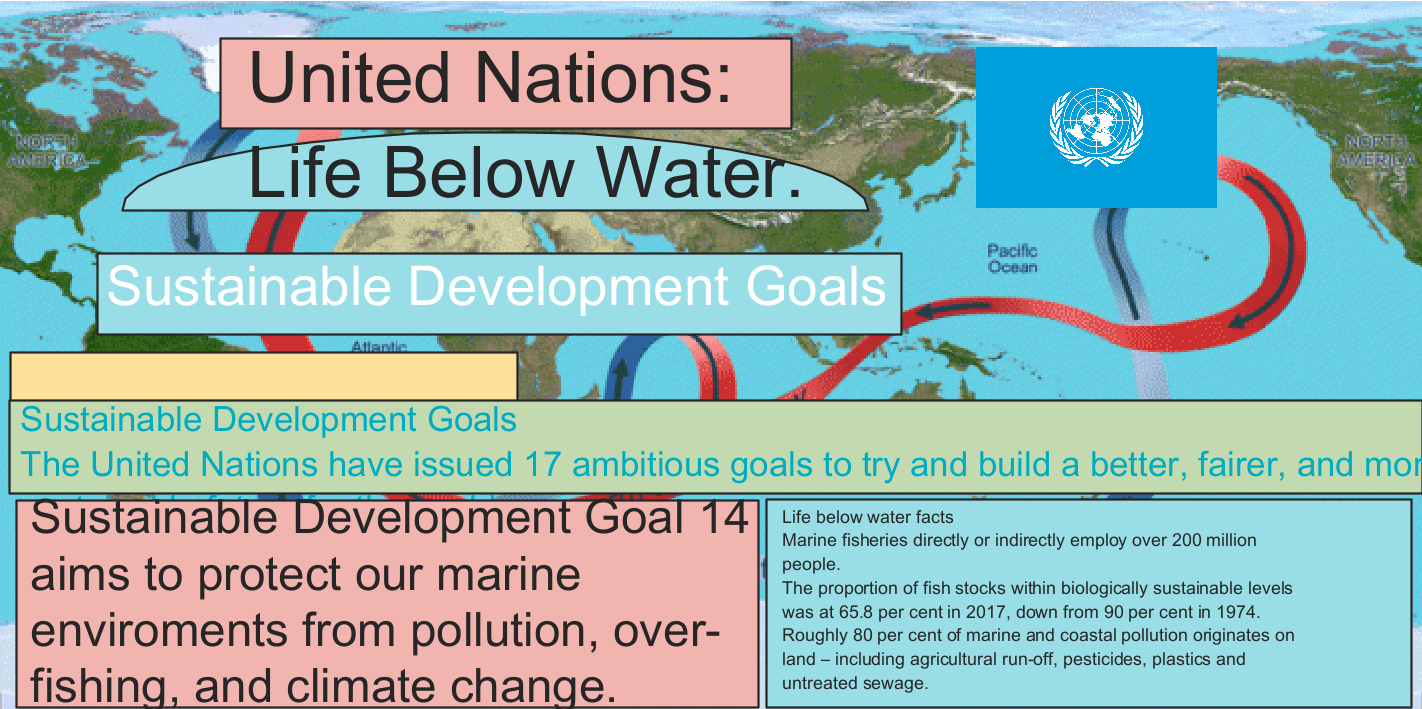 United Nations:
Life Below Water.
NORTH
AMERICA
NORTH
AMERICA
Pacific
Ocean
Sustainable Development Goals
Atlantic
Sustainable Development Goals
The United Nations have issued 17 ambitious goals to try and build a better, fairer, and mor
Sustainable Development Goal 14
aims to protect our marine
enviroments from pollution, over-
fishing, and climate change.
Life below water facts
Marine fisheries directly or indirectly employ over 200 million
people.
The proportion of fish stocks within biologically sustainable levels
was at 65.8 per cent in 2017, down from 90 per cent in 1974.
Roughly 80 per cent of marine and coastal pollution originates on
land – including agricultural run-off, pesticides, plastics and
untreated sewage.